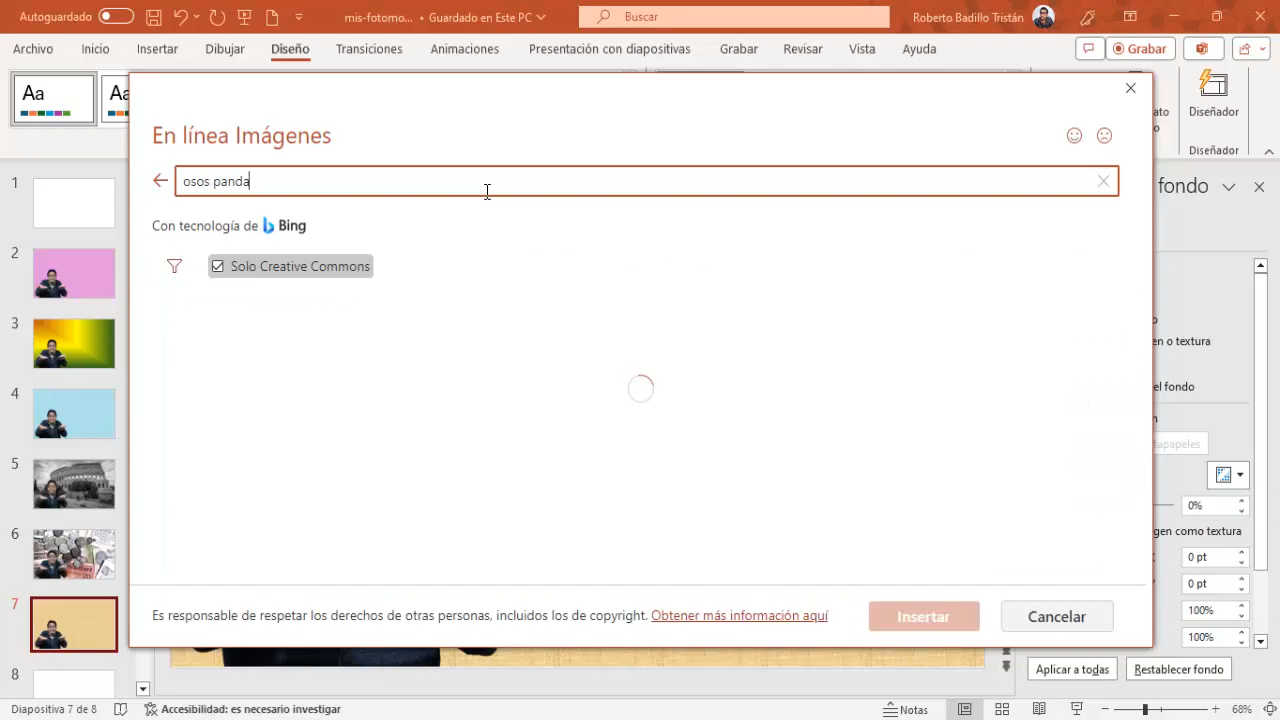 Autoguardado
mis-fotomo... • Guardado en Este PC
Buscar
Roberto Badillo Tristán
Archivo Inicio Insertar Dibujar Diseño Transiciones Animaciones Presentación con diapositivas Grabar Revisar Vista Ayuda
Grabar
Aa
Aa
ato
Diseñador
Diseñador
En línea Imágenes
osos panda
fondo
Con tecnología de Bing
Solo Creative Commons
en o textura
el fondo
tapapeles
0%
gen como textura
0 pt
0 pt
100%
100%
1
2
3
4
5
6
7
8
Es responsable de respetar los derechos de otras personas, incluidos los de copyright. Obtener más información aquí
Insertar
Cancelar
Aplicar a todas
Restablecer fondo
Diapositiva 7 de 8
Accesibilidad: es necesario investigar
Notas
68%